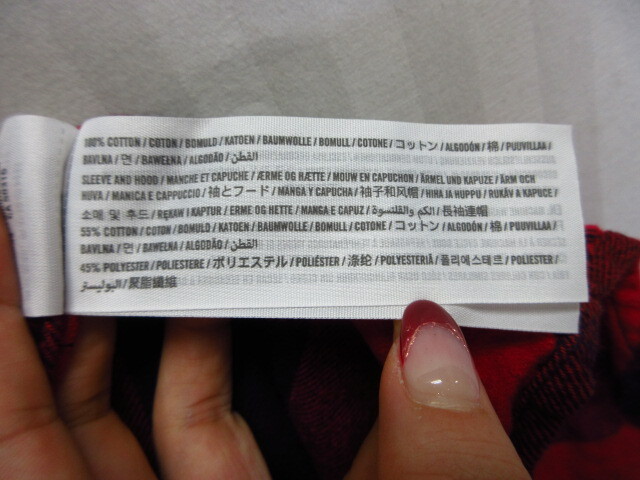 100% COTTON / COTON / BOMULD / KATOEN / BAUMWOLLE / BOMULL / COTONE / コットン / ALGODÓN / 棉 / PUUVILLAA /
BAVLNA / 면 / BAWEŁNA / ALGODÃO / القطن
SLEEVE AND HOOD / MANCHE ET CAPUCHE / ÆRME OG HÆTTE / MOUW EN CAPUCHON / ÄRMEL UND KAPUZE / ÄRM OCH
HUVA / MANICA E CAPPUCCIO / 袖とフード / MANGA Y CAPUCHA / 袖子和风帽 / HIHA JA HUPPU / RUKÁV A KAPUCE /
소매 및 후드 / RĘKAW I KAPTUR / ERME OG HETTE / MANGA E CAPUZ / الكم والقلنسوة / 長袖連帽
55% COTTON / COTON / BOMULD / KATOEN / BAUMWOLLE / BOMULL / COTONE / コットン / ALGODÓN / 棉 / PUUVILLAA /
BAVLNA / 면 / BAWEŁNA / ALGODÃO / القطن
45% POLYESTER / POLIESTERE / ポリエステル / POLIÉSTER / 涤纶 / POLYESTERIÄ / 폴리에스테르 / POLIESTER /
البوليستر / 聚脂纖維